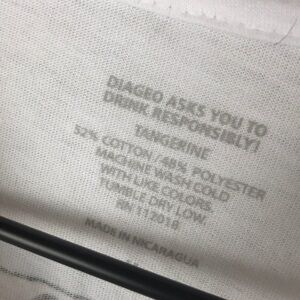 DIAGEO ASKS YOU TO
DRINK RESPONSIBLY!
TANGERINE
52% COTTON / 48% POLYESTER
MACHINE WASH COLD
WITH LIKE COLORS.
TUMBLE DRY LOW.
RN 112018
MADE IN NICARAGUA